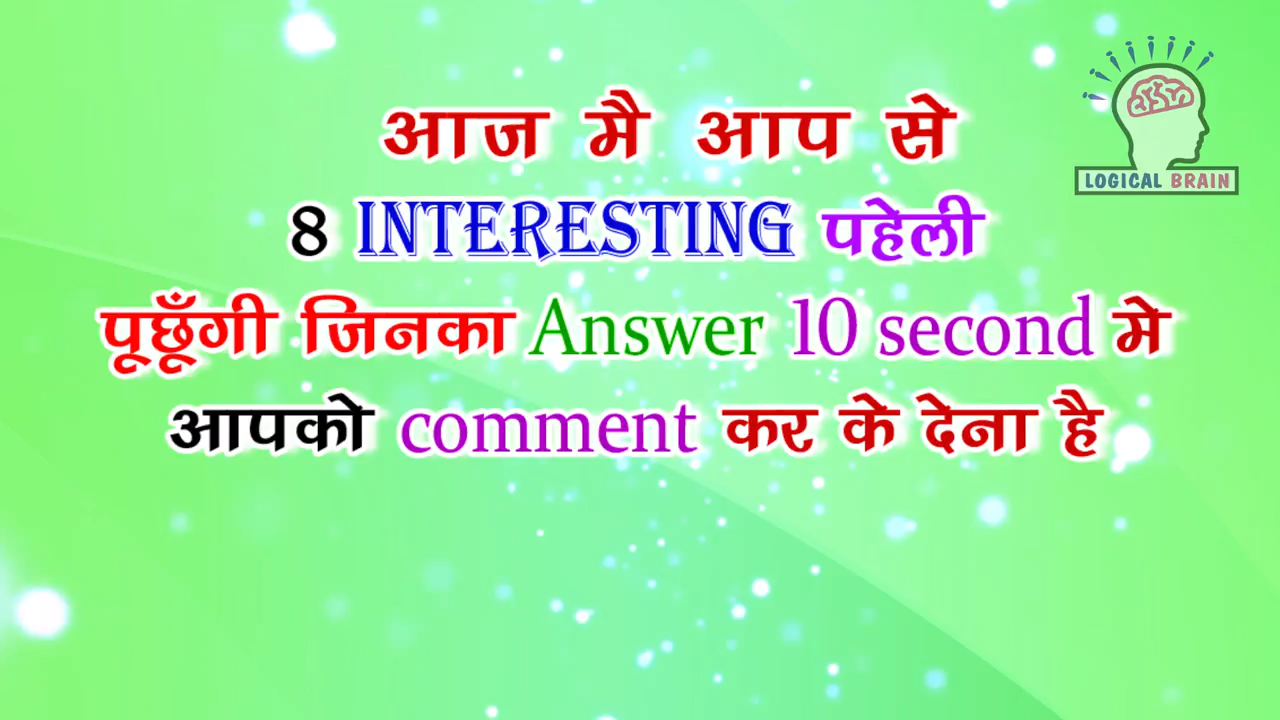 आज मै आप से
8 INTERESTING पहेली
पूछूँगी जिनका Answer 10 second मे
आपको comment कर के देना है
LOGICAL BRAIN